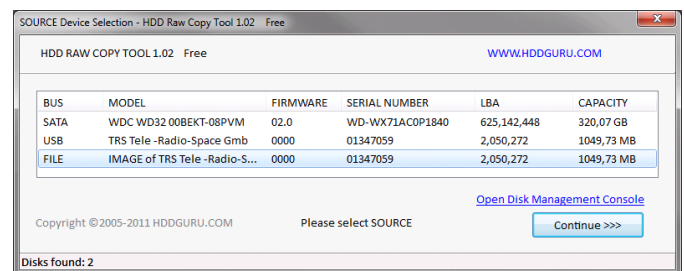 SOURCE Device Selection - HDD Raw Copy Tool 1.02 Free
HDD RAW COPY TOOL 1.02 Free WWW.HDDGURU.COM
BUS MODEL FIRMWARE SERIAL NUMBER LBA CAPACITY
SATA WDC WD32 00BEKT-08PVM 02.0 WD-WX71AC0P1840 625,142,448 320,07 GB
USB TRS Tele -Radio-Space Gmb 0000 01347059 2,050,272 1049,73 MB
FILE IMAGE of TRS Tele -Radio-S... 0000 01347059 2,050,272 1049,73 MB
Open Disk Management Console
Copyright ©2005-2011 HDDGURU.COM Please select SOURCE Continue >>>
Disks found: 2